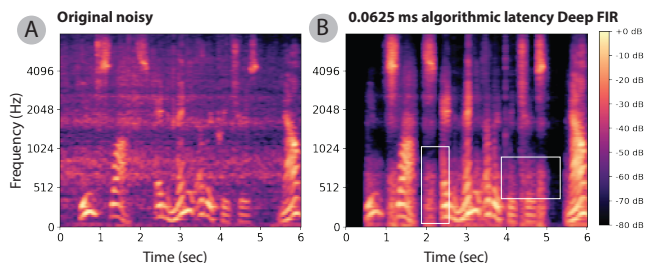 A Original noisy
4096
2048
1024
512
0
0 1 2 3 4 5 6
Time (sec)
Frequency (Hz)
B 0.0625 ms algorithmic latency Deep FIR
4096
2048
1024
512
0
0 1 2 3 4 5 6
Time (sec)
+0 dB
-10 dB
-20 dB
-30 dB
-40 dB
-50 dB
-60 dB
-70 dB
-80 dB